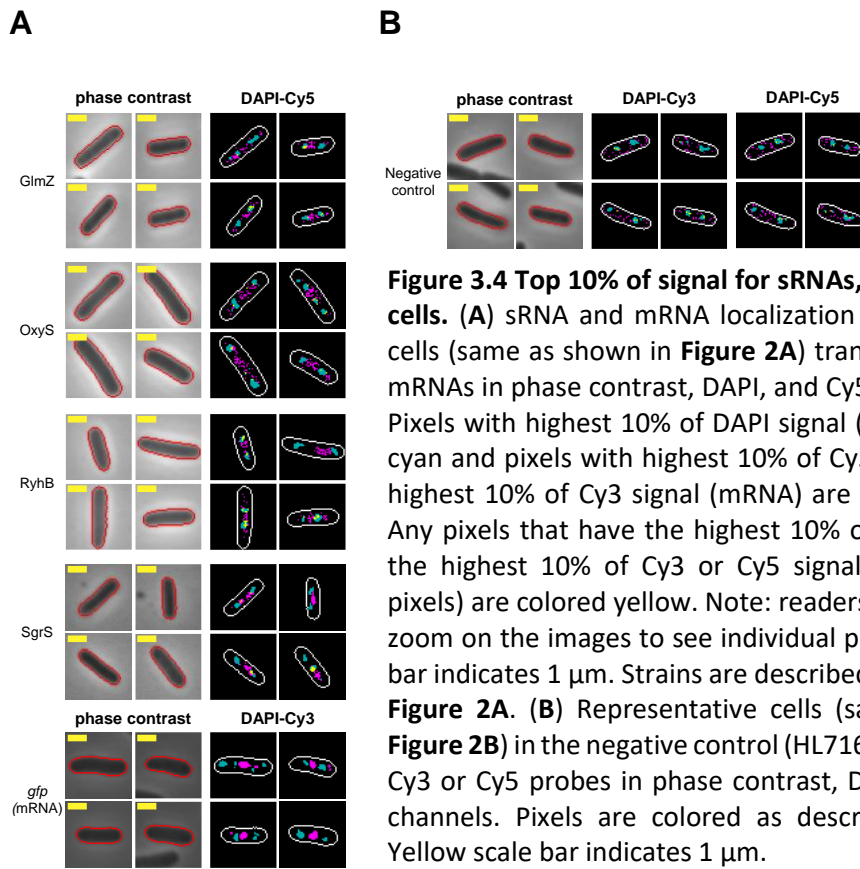 A
B
phase contrast DAPI-Cy5
GlmZ
OxyS
RyhB
SgrS
phase contrast DAPI-Cy3
gfp
(mRNA)
phase contrast DAPI-Cy3 DAPI-Cy5
Negative
control
Figure 3.4 Top 10% of signal for sRNAs,
cells. (A) sRNA and mRNA localization
cells (same as shown in Figure 2A) tran
mRNAs in phase contrast, DAPI, and Cy5
Pixels with highest 10% of DAPI signal (
cyan and pixels with highest 10% of Cy
highest 10% of Cy3 signal (mRNA) are
Any pixels that have the highest 10% o
the highest 10% of Cy3 or Cy5 signal
pixels) are colored yellow. Note: readers
zoom on the images to see individual p
bar indicates 1 µm. Strains are described
Figure 2A. (B) Representative cells (sa
Figure 2B) in the negative control (HL716
Cy3 or Cy5 probes in phase contrast, D
channels. Pixels are colored as descr
Yellow scale bar indicates 1 µm.